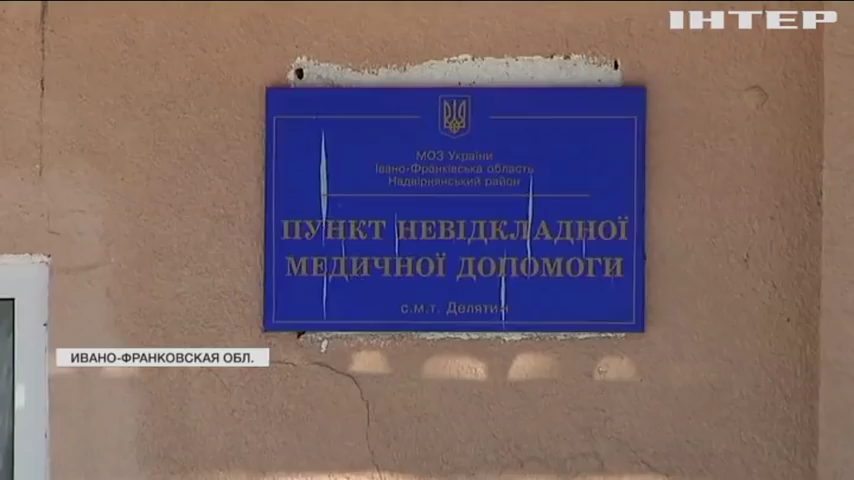 ІНТЕР
МОЗ України
Івано-Франківська область
Надвірнянський район
ПУНКТ НЕВІДКЛАДНОЇ
МЕДИЧНОЇ ДОПОМОГИ
с.м.т. Делятин
ИВАНО-ФРАНКОВСКАЯ ОБЛ.